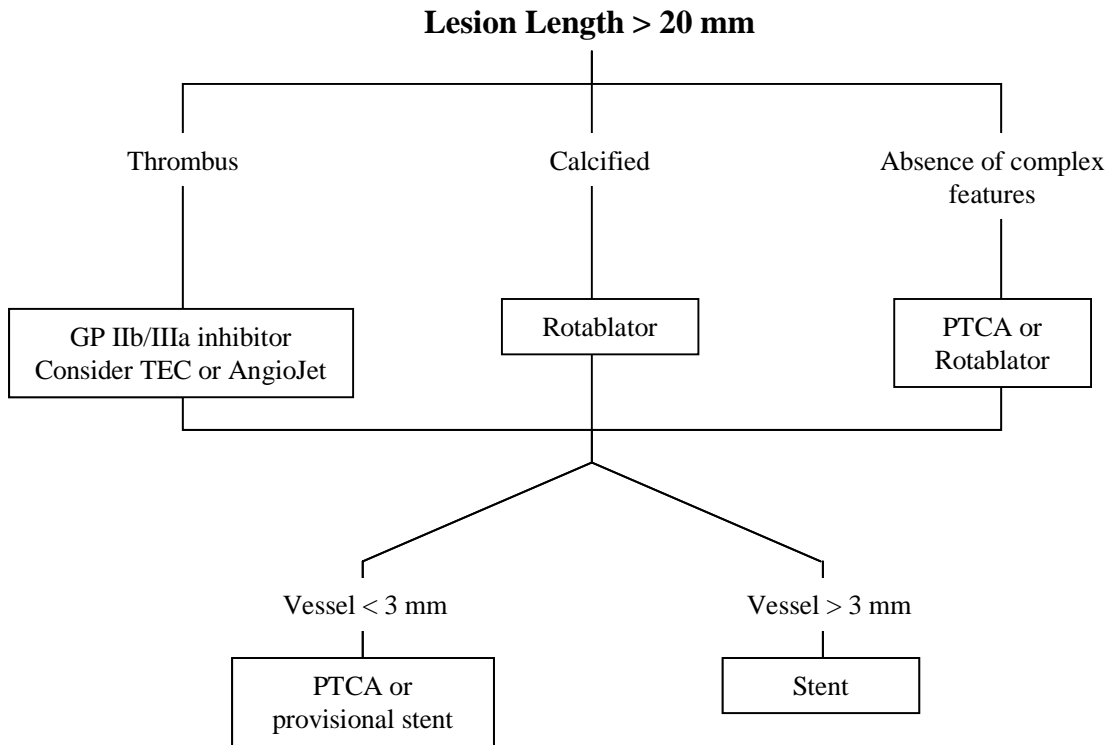 Lesion Length > 20 mm
Thrombus
Calcified
Absence of complex
features
GP IIb/IIIa inhibitor
Consider TEC or AngioJet
Rotablator
PTCA or
Rotablator
Vessel < 3 mm
Vessel > 3 mm
PTCA or
provisional stent
Stent